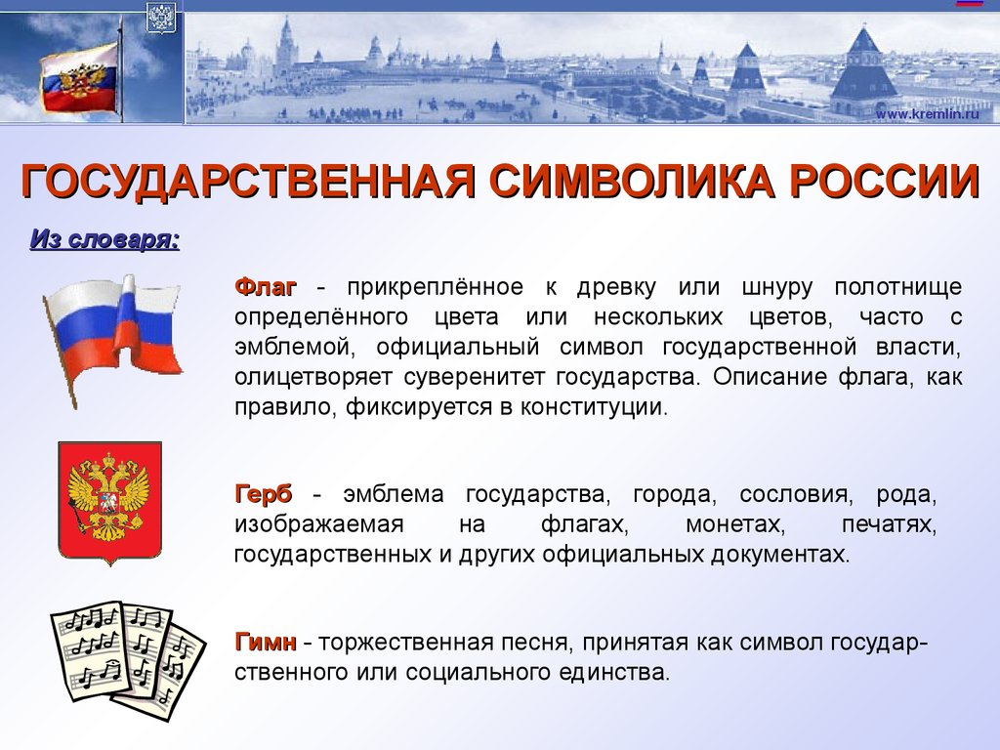 www.kremlin.ru
ГОСУДАРСТВЕННАЯ СИМВОЛИКА РОССИИ
Из словаря:
Флаг - прикреплённое к древку или шнуру полотнище
определённого цвета или нескольких цветов, часто с
эмблемой, официальный символ государственной власти,
олицетворяет суверенитет государства. Описание флага, как
правило, фиксируется в конституции.
Герб - эмблема государства, города, сословия, рода,
изображаемая на флагах, монетах, печатях,
государственных и других официальных документах.
Гимн - торжественная песня, принятая как символ государ-
ственного или социального единства.